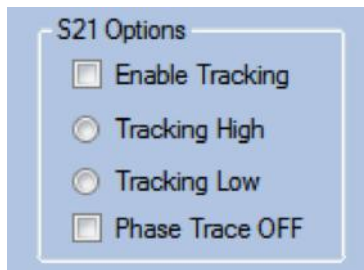 S21 Options
Enable Tracking
Tracking High
Tracking Low
Phase Trace OFF